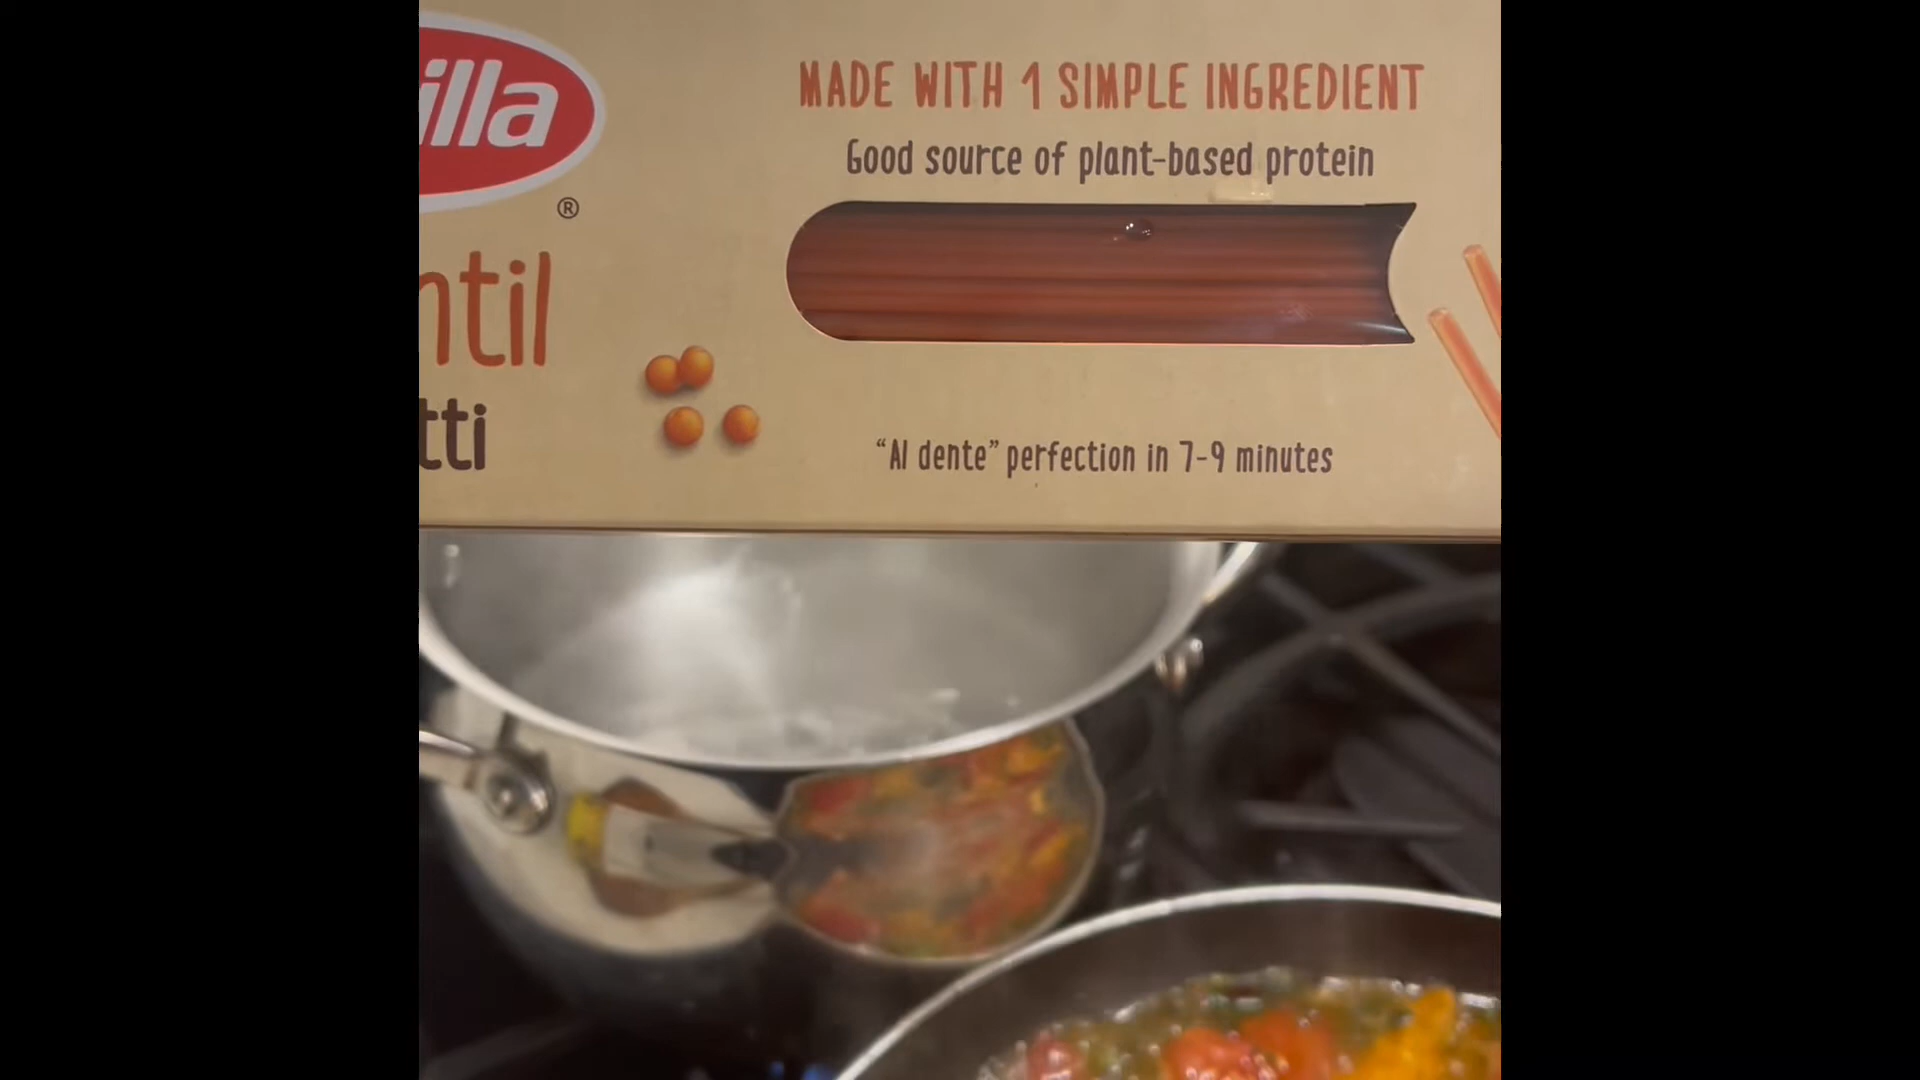 illa
®
ntil
tti
MADE WITH 1 SIMPLE INGREDIENT
Good source of plant-based protein
“Al dente” perfection in 7-9 minutes